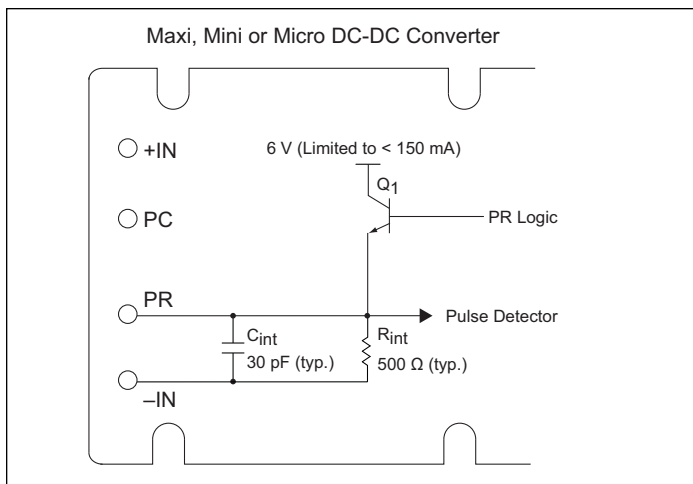 Maxi, Mini or Micro DC-DC Converter
+IN
6 V (Limited to < 150 mA)
Q1
PC
PR Logic
PR
Pulse Detector
Cint
30 pF (typ.)
Rint
500 Ω (typ.)
–IN